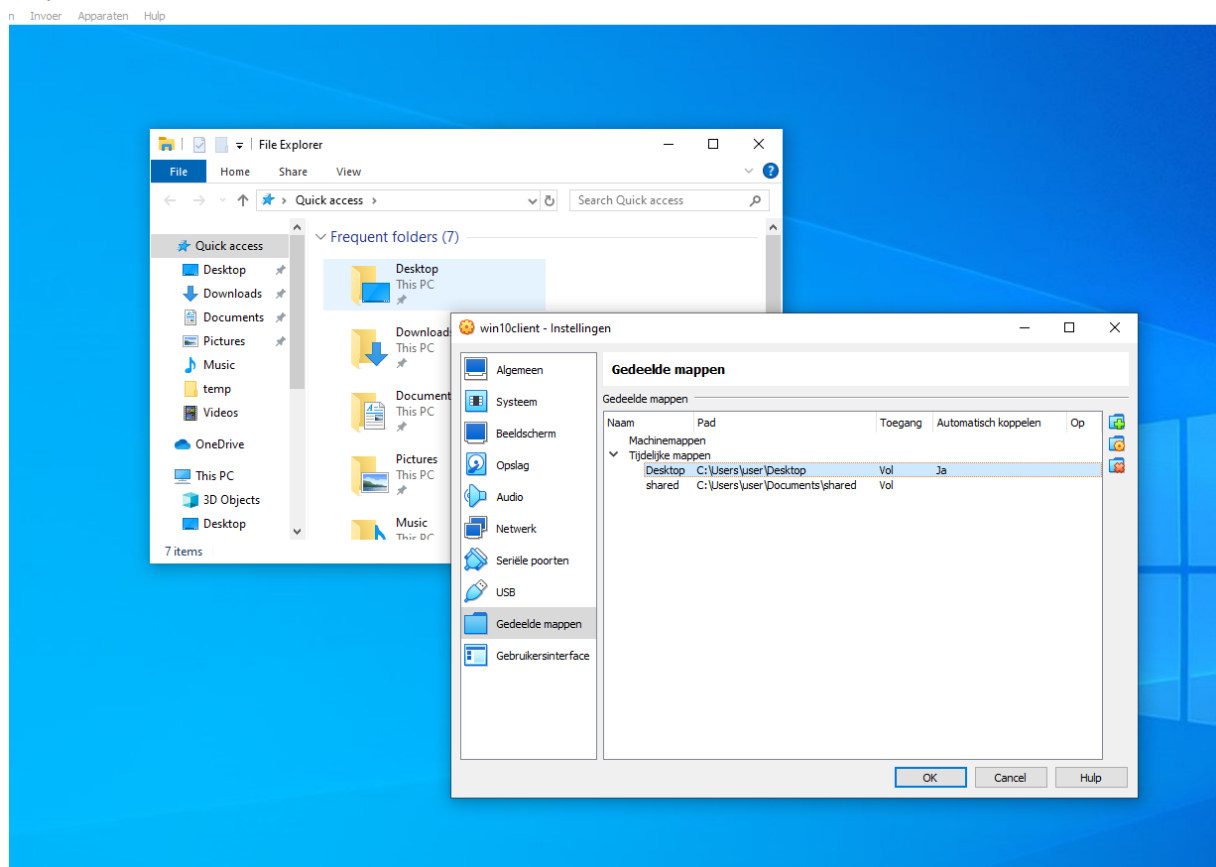 n Invoer Apparaten Hulp
File Explorer
File Home Share View
Quick access
Search Quick access
Quick access
Desktop
Downloads
Documents
Pictures
Music
temp
Videos
OneDrive
This PC
3D Objects
Desktop
7 items
Frequent folders (7)
Desktop
This PC
Download
This PC
Document
This PC
Pictures
This PC
Music
This PC
win10client - Instellingen
Algemeen
Systeem
Beeldscherm
Opslag
Audio
Netwerk
Seriële poorten
USB
Gedeelde mappen
Gebruikersinterface
Gedeelde mappen
Gedeelde mappen
Naam Pad Toegang Automatisch koppelen Op
Machinemappen
Tijdelijke mappen
Desktop C:\Users\user\Desktop Vol Ja
shared C:\Users\user\Documents\shared Vol
OK Cancel Hulp